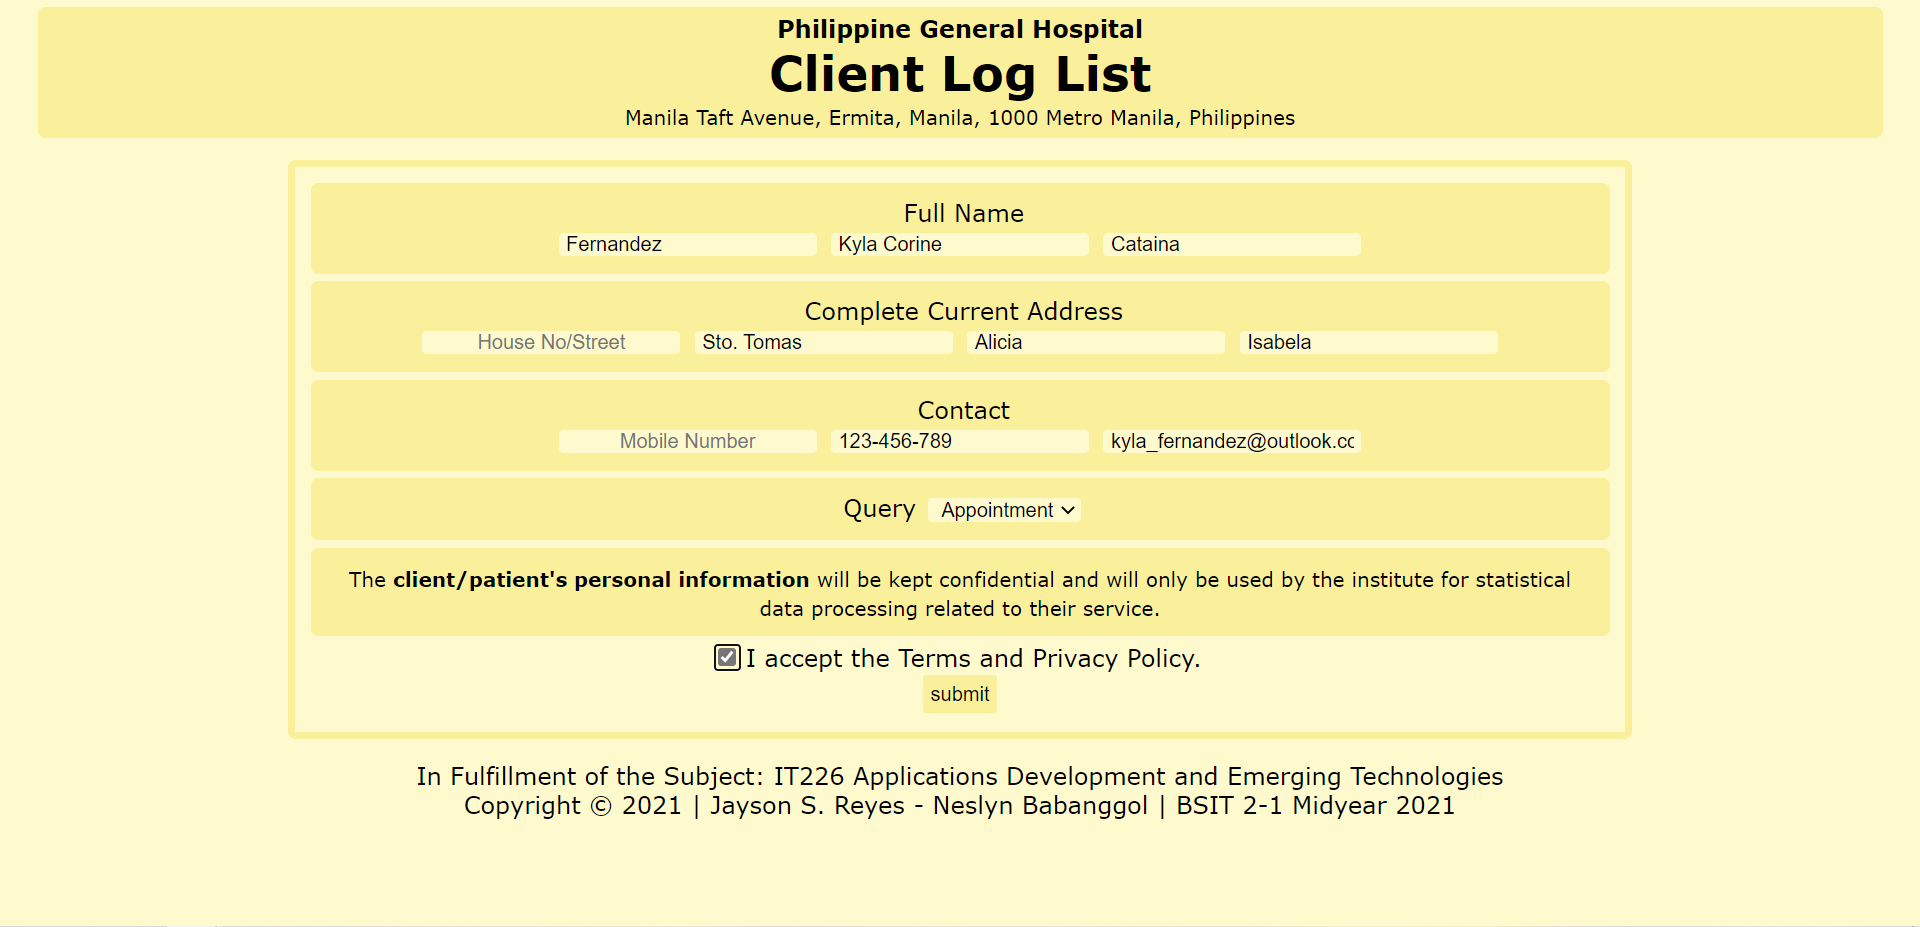 Philippine General Hospital
Client Log List
Manila Taft Avenue, Ermita, Manila, 1000 Metro Manila, Philippines
Full Name
Fernandez Kyla Corine Cataina
Complete Current Address
House No/Street Sto. Tomas Alicia Isabela
Contact
Mobile Number 123-456-789 kyla_fernandez@outlook.cc
Query Appointment
The client/patient's personal information will be kept confidential and will only be used by the institute for statistical
data processing related to their service.
I accept the Terms and Privacy Policy.
submit
In Fulfillment of the Subject: IT226 Applications Development and Emerging Technologies
Copyright © 2021 | Jayson S. Reyes - Neslyn Babanggol | BSIT 2-1 Midyear 2021